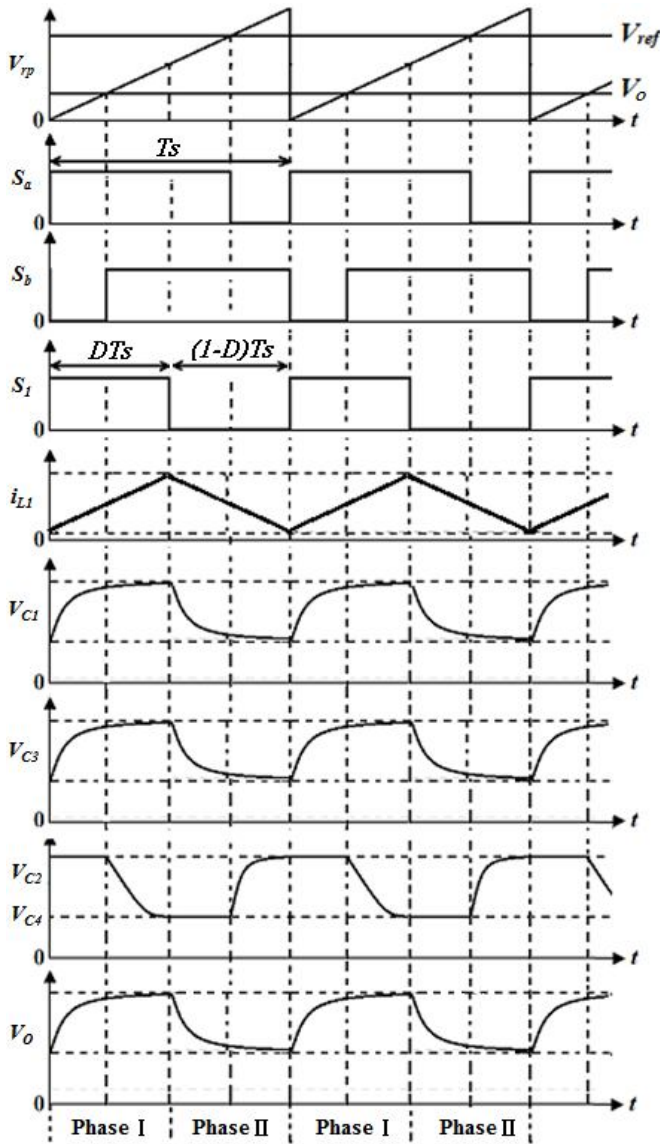 V_ref
V_rp
V_O
0 t
Ts
S_a
0 t
S_b
0 t
DTs (1-D)Ts
S_1
0 t
i_L1
0 t
V_C1
0 t
V_C3
0 t
V_C2
V_C4
0 t
V_O
0 t
Phase I Phase II Phase I Phase II